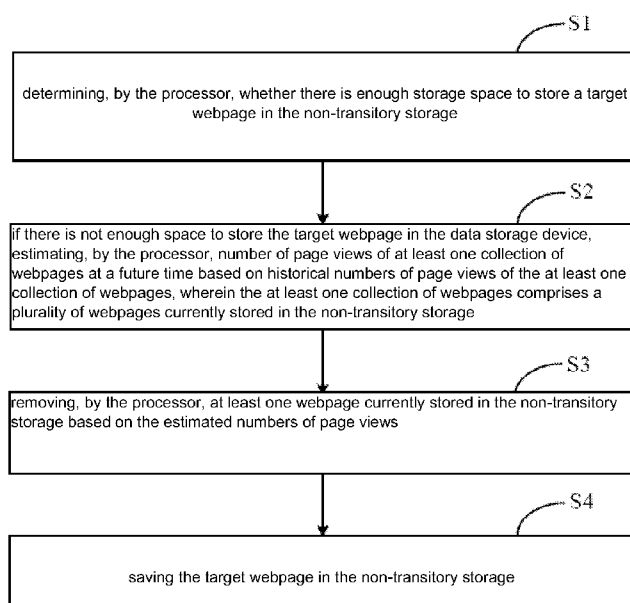 S1
determining, by the processor, whether there is enough storage space to store a target
webpage in the non-transitory storage
S2
if there is not enough space to store the target webpage in the data storage device,
estimating, by the processor, number of page views of at least one collection of
webpages at a future time based on historical numbers of page views of the at least one
collection of webpages, wherein the at least one collection of webpages comprises a
plurality of webpages currently stored in the non-transitory storage
S3
removing, by the processor, at least one webpage currently stored in the non-transitory
storage based on the estimated numbers of page views
S4
saving the target webpage in the non-transitory storage